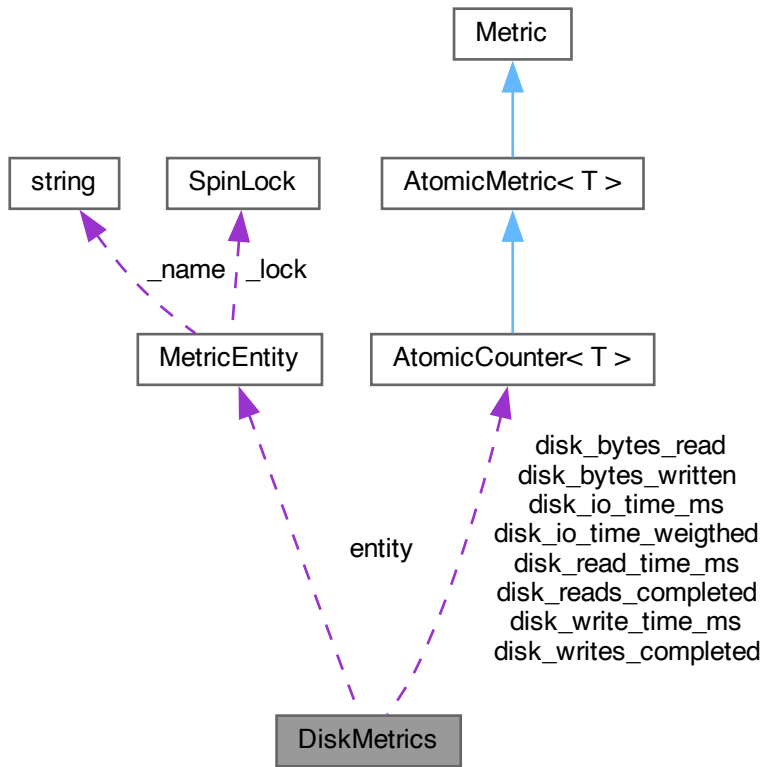 Metric
string
SpinLock
AtomicMetric< T >
_name
_lock
MetricEntity
AtomicCounter< T >
disk_bytes_read
disk_bytes_written
disk_io_time_ms
disk_io_time_weigthed
disk_read_time_ms
disk_reads_completed
disk_write_time_ms
disk_writes_completed
entity
DiskMetrics